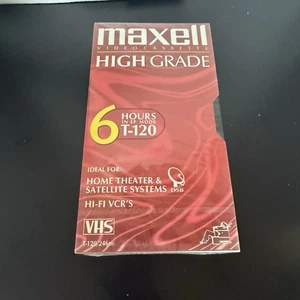 maxell
VIDEOCASSETTE
HIGH GRADE
6 HOURS
IN EP MODE
T-120
IDEAL FOR
HOME THEATER &
SATELLITE SYSTEMS
DSS
HI-FI VCR'S
VHS
T-120/246m